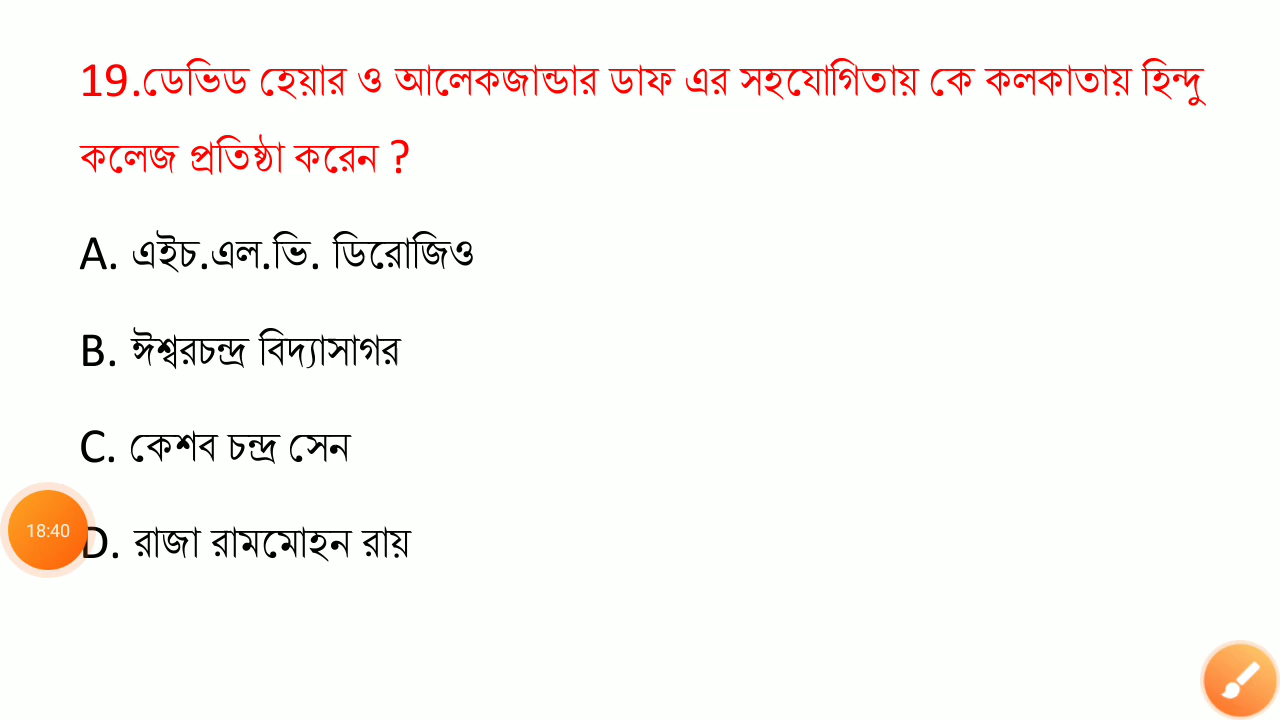 19.ডেভিড হেয়ার ও আলেকজান্ডার ডাফ এর সহযোগিতায় কে কলকাতায় হিন্দু
কলেজ প্রতিষ্ঠা করেন ?
A. এইচ.এল.ভি. ডিরোজিও
B. ঈশ্বরচন্দ্র বিদ্যাসাগর
C. কেশব চন্দ্র সেন
18:40
D. রাজা রামমোহন রায়